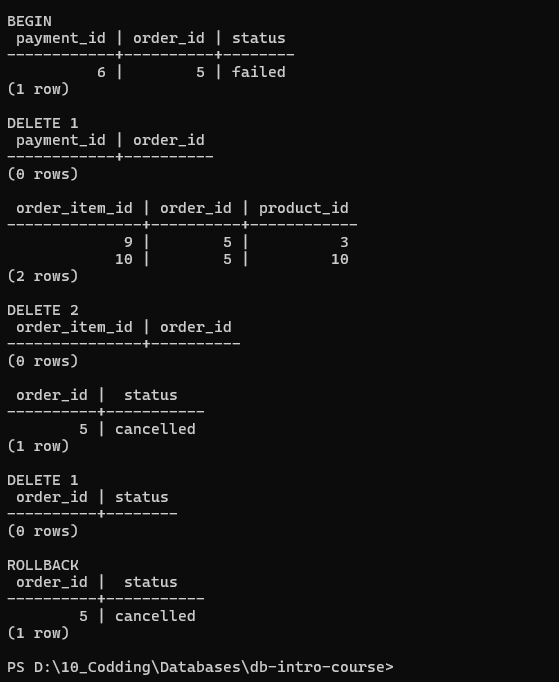 BEGIN
 payment_id | order_id | status
------------+----------+--------
          6 |        5 | failed
(1 row)

DELETE 1
 payment_id | order_id
------------+----------
(0 rows)

 order_item_id | order_id | product_id
---------------+----------+------------
             9 |        5 |          3
            10 |        5 |         10
(2 rows)

DELETE 2
 order_item_id | order_id
---------------+----------
(0 rows)

 order_id |  status
----------+-----------
        5 | cancelled
(1 row)

DELETE 1
 order_id | status
----------+--------
(0 rows)

ROLLBACK
 order_id |  status
----------+-----------
        5 | cancelled
(1 row)

PS D:\10_Codding\Databases\db-intro-course>